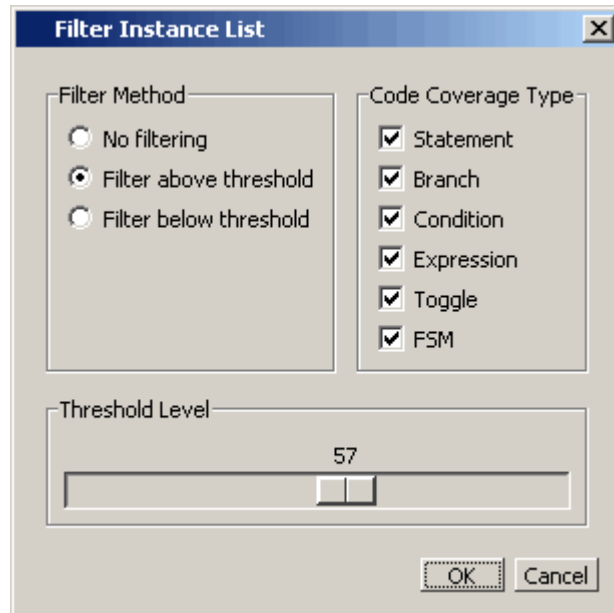 Filter Instance List
Filter Method
No filtering
Filter above threshold
Filter below threshold
Code Coverage Type
Statement
Branch
Condition
Expression
Toggle
FSM
Threshold Level
57
OK
Cancel